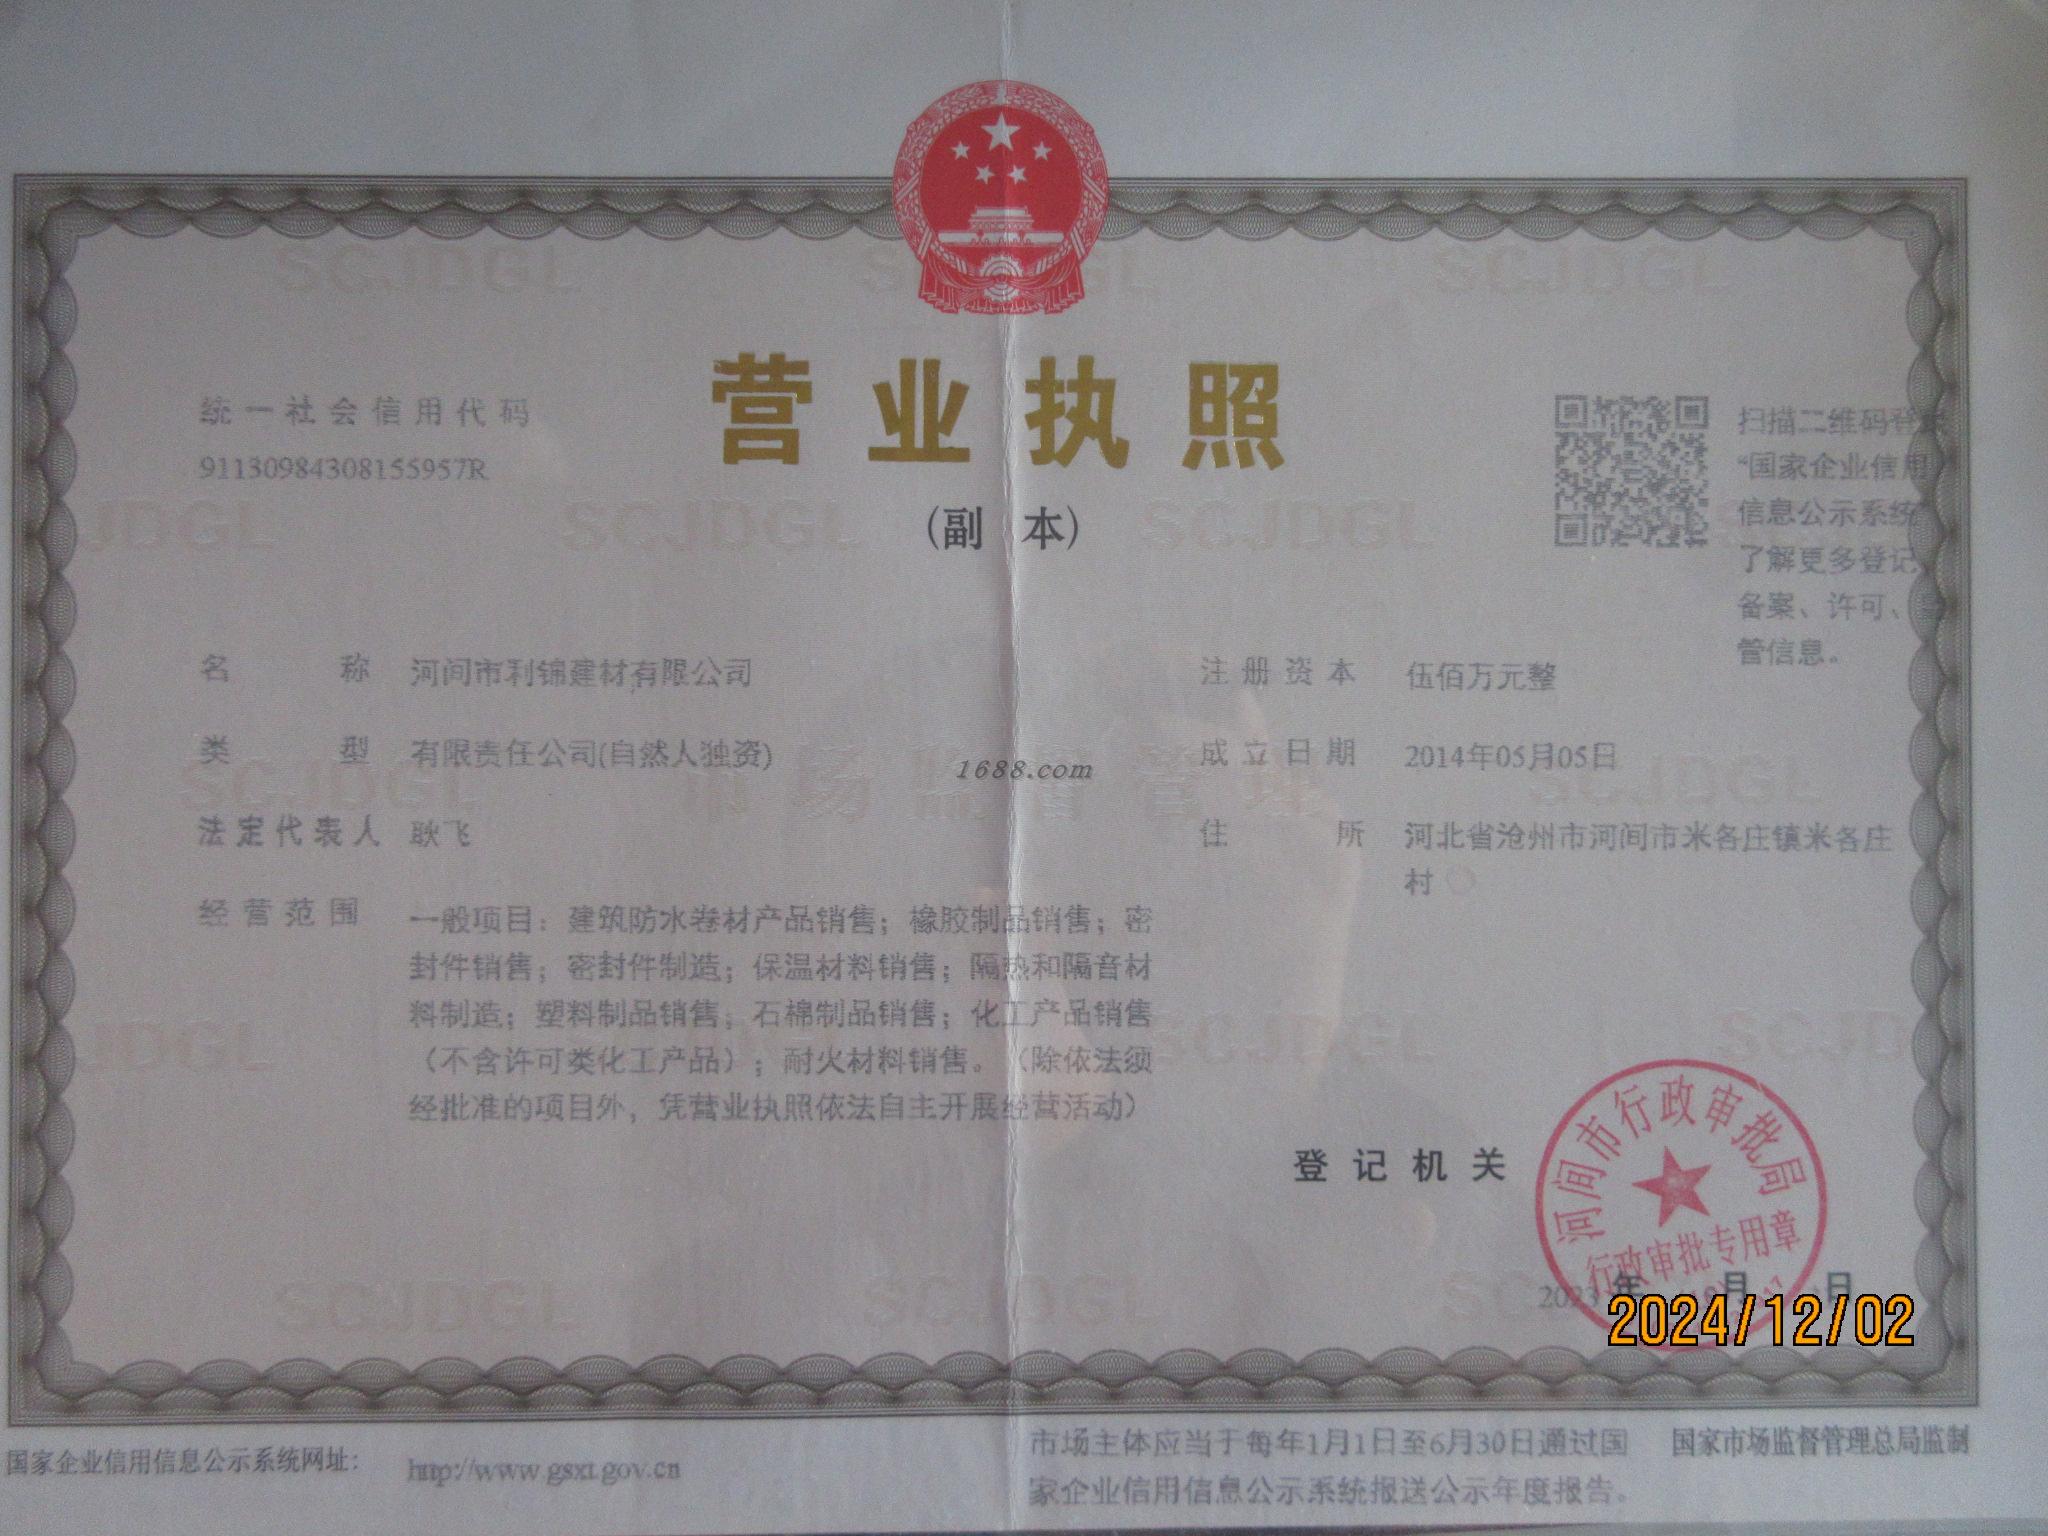 营业执照
（副 本）
统一社会信用代码
91130984308155957R
扫描二维码登录
“国家企业信用
信息公示系统
了解更多登记、
备案、许可、监
管信息。
名 称 河间市利锦建材有限公司
类 型 有限责任公司(自然人独资)
法定代表人 耿飞
经营范围 一般项目：建筑防水卷材产品销售；橡胶制品销售；密
封件销售；密封件制造；保温材料销售；隔热和隔音材
料制造；塑料制品销售；石棉制品销售；化工产品销售
（不含许可类化工产品）；耐火材料销售。（除依法须
经批准的项目外，凭营业执照依法自主开展经营活动）
注册资本 伍佰万元整
成立日期 2014年05月05日
住 所 河北省沧州市河间市米各庄镇米各庄
村
1688.com
市场监督管理
SCJDGL
登记机关
河间市行政审批局
行政审批专用章
2023 年 月 日
2024/12/02
国家企业信用信息公示系统网址：
http://www.gsxt.gov.cn
市场主体应当于每年1月1日至6月30日通过国
家企业信用信息公示系统报送公示年度报告。
国家市场监督管理总局监制